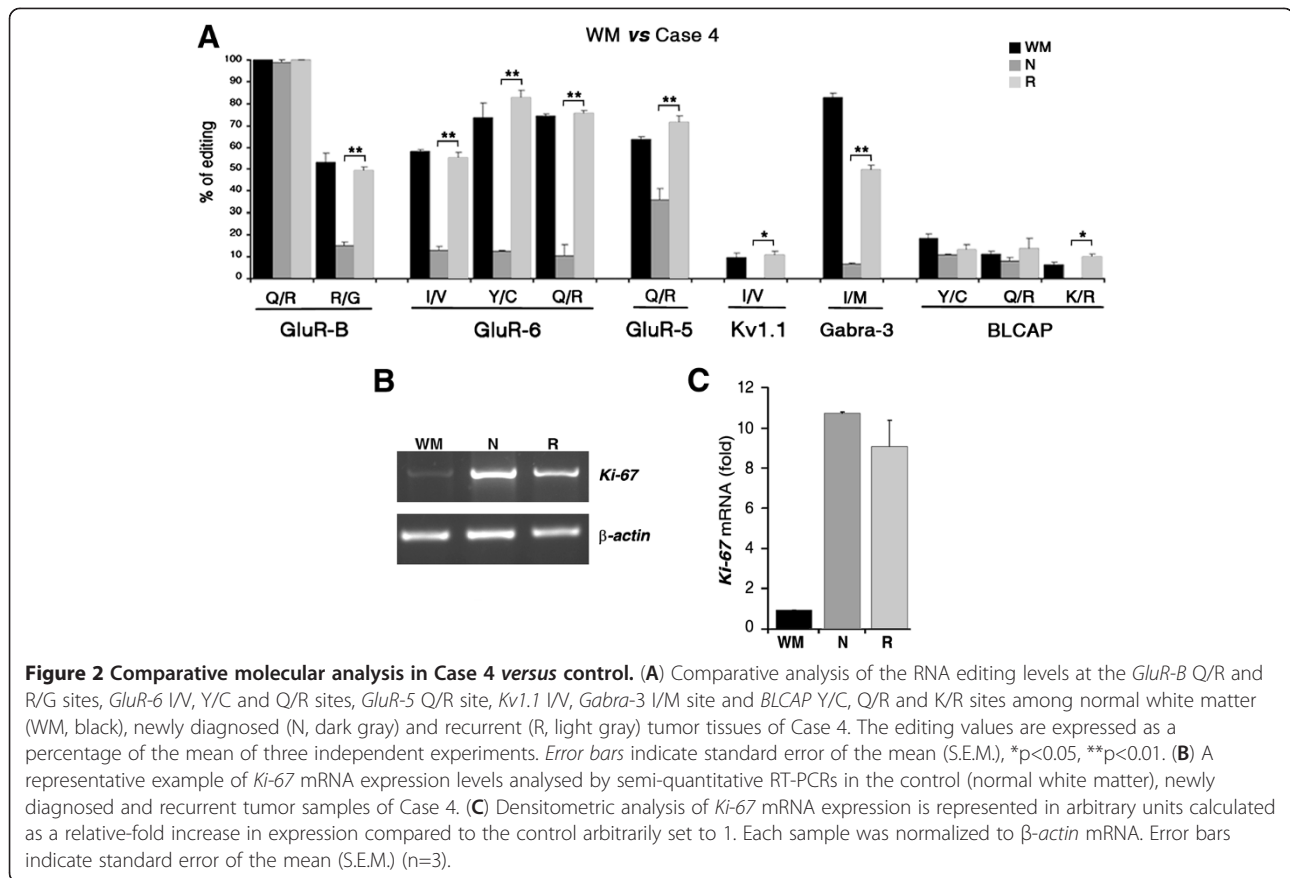 A
WM vs Case 4
WM
N
R
% of editing
100
90
80
70
60
50
40
30
20
10
0
** ** ** ** ** * ** *
Q/R R/G I/V Y/C Q/R Q/R I/V I/M Y/C Q/R K/R
GluR-B GluR-6 GluR-5 Kv1.1 Gabra-3 BLCAP
B
WM N R
Ki-67
β-actin
C
Ki-67 mRNA (fold)
12
10
8
6
4
2
0
WM N R
Figure 2 Comparative molecular analysis in Case 4 versus control. (A) Comparative analysis of the RNA editing levels at the GluR-B Q/R and
R/G sites, GluR-6 I/V, Y/C and Q/R sites, GluR-5 Q/R site, Kv1.1 I/V, Gabra-3 I/M site and BLCAP Y/C, Q/R and K/R sites among normal white matter
(WM, black), newly diagnosed (N, dark gray) and recurrent (R, light gray) tumor tissues of Case 4. The editing values are expressed as a
percentage of the mean of three independent experiments. Error bars indicate standard error of the mean (S.E.M.), *p<0.05, **p<0.01. (B) A
representative example of Ki-67 mRNA expression levels analysed by semi-quantitative RT-PCRs in the control (normal white matter), newly
diagnosed and recurrent tumor samples of Case 4. (C) Densitometric analysis of Ki-67 mRNA expression is represented in arbitrary units calculated
as a relative-fold increase in expression compared to the control arbitrarily set to 1. Each sample was normalized to β-actin mRNA. Error bars
indicate standard error of the mean (S.E.M.) (n=3).